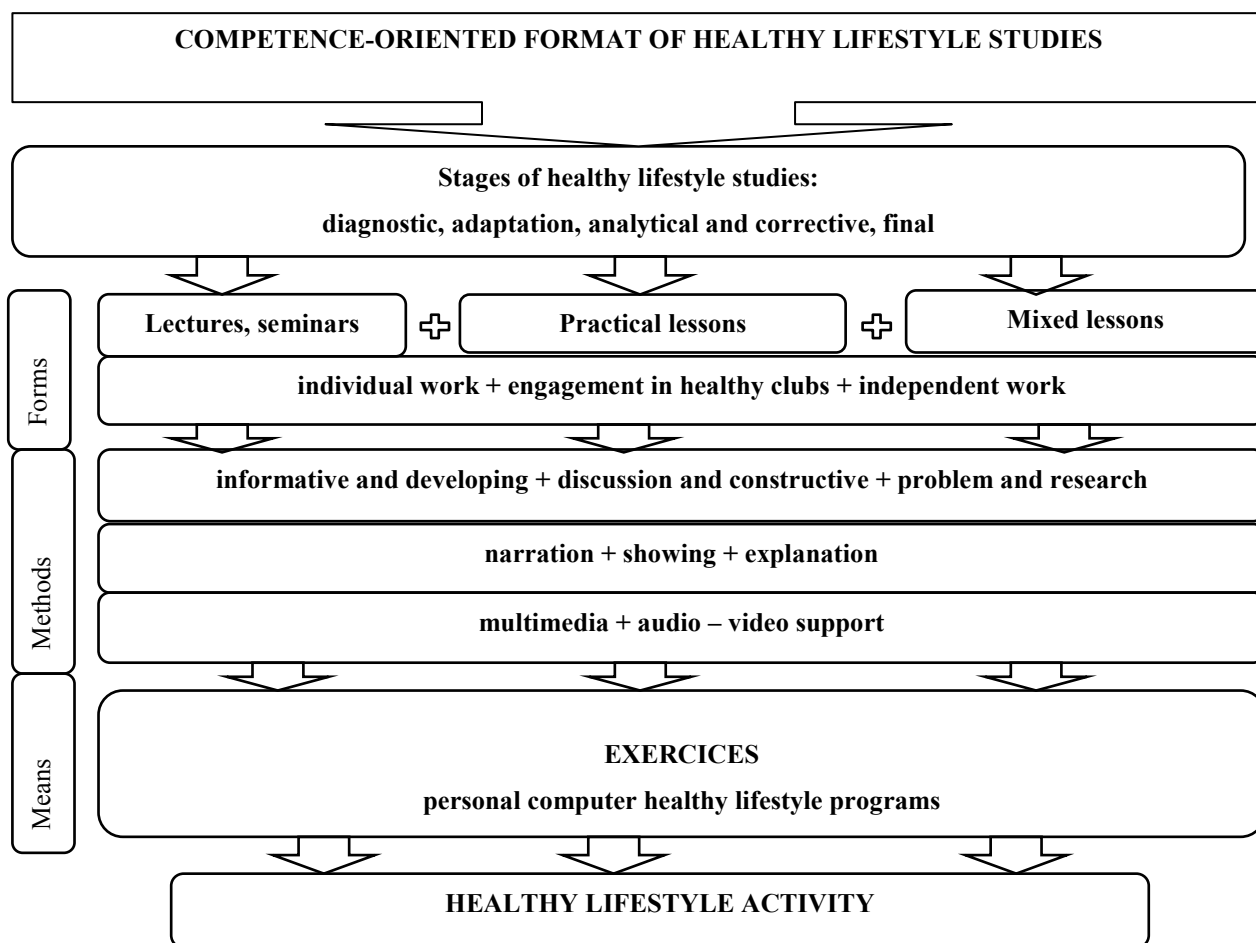 COMPETENCE-ORIENTED FORMAT OF HEALTHY LIFESTYLE STUDIES
Stages of healthy lifestyle studies:
diagnostic, adaptation, analytical and corrective, final
Forms
Lectures, seminars
Practical lessons
Mixed lessons
individual work + engagement in healthy clubs + independent work
Methods
informative and developing + discussion and constructive + problem and research
narration + showing + explanation
multimedia + audio – video support
Means
EXERCICES
personal computer healthy lifestyle programs
HEALTHY LIFESTYLE ACTIVITY